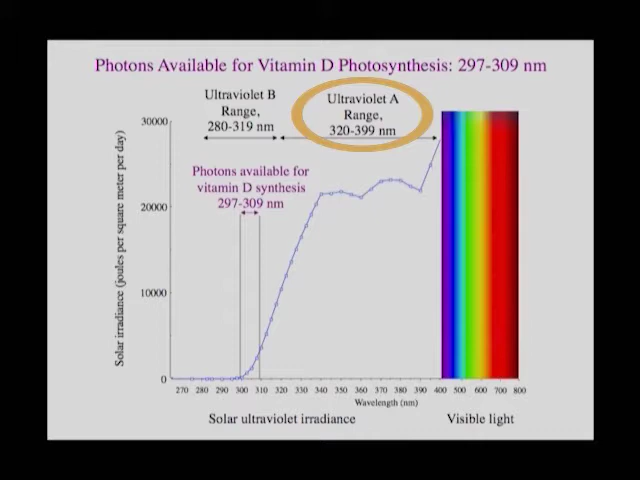 Photons Available for Vitamin D Photosynthesis: 297-309 nm
Ultraviolet B
Range,
280-319 nm
Ultraviolet A
Range,
320-399 nm
Photons available for
vitamin D synthesis
297-309 nm
Solar irradiance (joules per square meter per day)
30000
20000
10000
0
270 280 290 300 310 320 330 340 350 360 370 380 390 400 500 600 700 800
Wavelength (nm)
Solar ultraviolet irradiance
Visible light